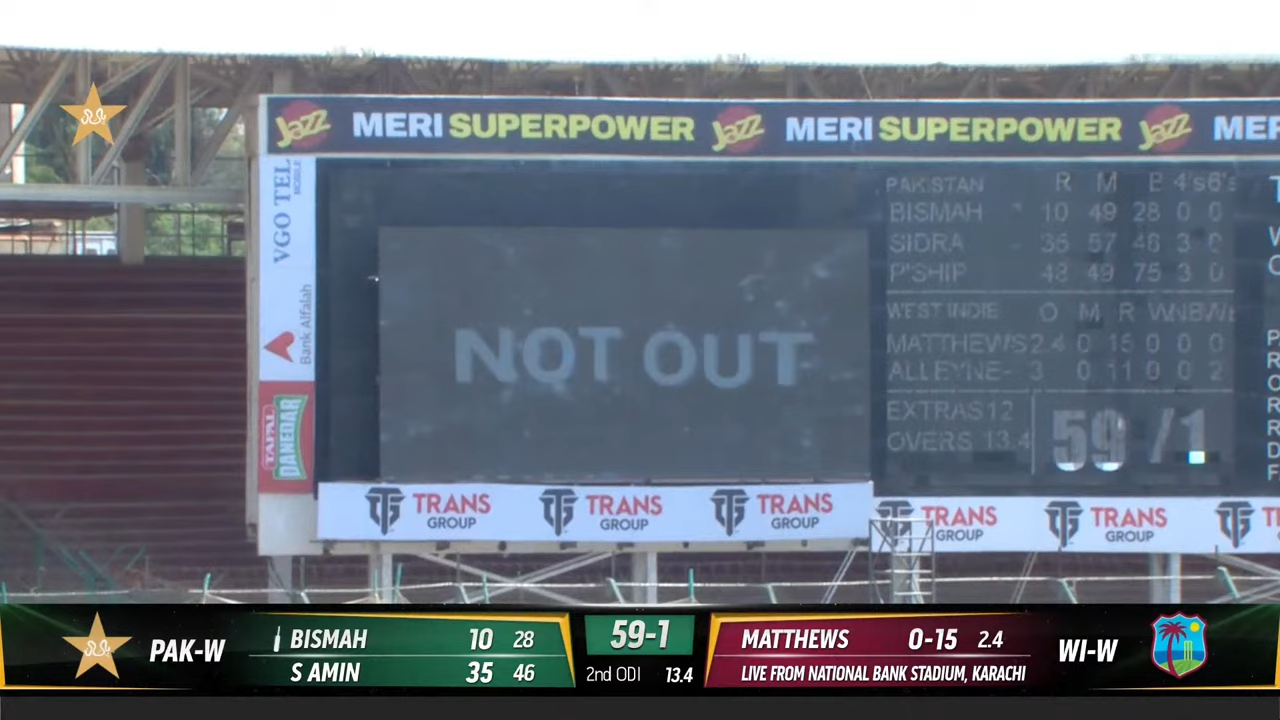 Jazz MERI SUPERPOWER Jazz MERI SUPERPOWER Jazz
VGO TEL
MOBILE
Bank Alfalah
TAPAL
DANEDAR
NOT OUT
PAKISTAN R M B 4's 6's
BISMAH 10 49 28 0 0
SIDRA 35 57 46 3 0
P'SHIP 48 49 75 3 0
WEST INDIE O M R W NB
MATTHEWS 2.4 0 15 0 0 0
ALLEYNE- 3 0 11 0 0 2
EXTRAS 12
OVERS 13.4
59/1
TRANS GROUP TRANS GROUP TRANS GROUP TRANS GROUP TRANS GROUP
PAK-W BISMAH 10 28 59-1 MATTHEWS 0-15 2.4 WI-W
S AMIN 35 46 2nd ODI 13.4 LIVE FROM NATIONAL BANK STADIUM, KARACHI